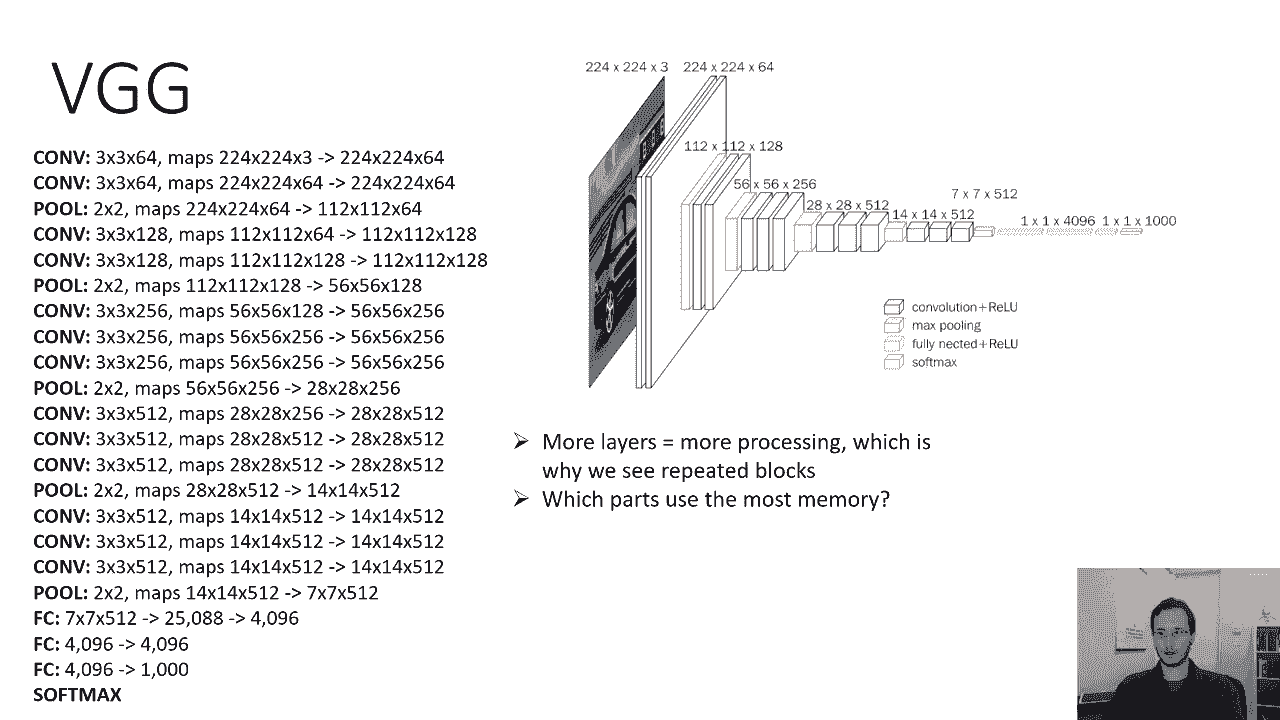 VGG
CONV: 3x3x64, maps 224x224x3 -> 224x224x64
CONV: 3x3x64, maps 224x224x64 -> 224x224x64
POOL: 2x2, maps 224x224x64 -> 112x112x64
CONV: 3x3x128, maps 112x112x64 -> 112x112x128
CONV: 3x3x128, maps 112x112x128 -> 112x112x128
POOL: 2x2, maps 112x112x128 -> 56x56x128
CONV: 3x3x256, maps 56x56x128 -> 56x56x256
CONV: 3x3x256, maps 56x56x256 -> 56x56x256
CONV: 3x3x256, maps 56x56x256 -> 56x56x256
POOL: 2x2, maps 56x56x256 -> 28x28x256
CONV: 3x3x512, maps 28x28x256 -> 28x28x512
CONV: 3x3x512, maps 28x28x512 -> 28x28x512
CONV: 3x3x512, maps 28x28x512 -> 28x28x512
POOL: 2x2, maps 28x28x512 -> 14x14x512
CONV: 3x3x512, maps 14x14x512 -> 14x14x512
CONV: 3x3x512, maps 14x14x512 -> 14x14x512
CONV: 3x3x512, maps 14x14x512 -> 14x14x512
POOL: 2x2, maps 14x14x512 -> 7x7x512
FC: 7x7x512 -> 25,088 -> 4,096
FC: 4,096 -> 4,096
FC: 4,096 -> 1,000
SOFTMAX
224 x 224 x 3
224 x 224 x 64
112 x 112 x 128
56 x 56 x 256
28 x 28 x 512
14 x 14 x 512
7 x 7 x 512
1 x 1 x 4096
1 x 1 x 1000
convolution+ReLU
max pooling
fully nected+ReLU
softmax
➢ More layers = more processing, which is
why we see repeated blocks
➢ Which parts use the most memory?